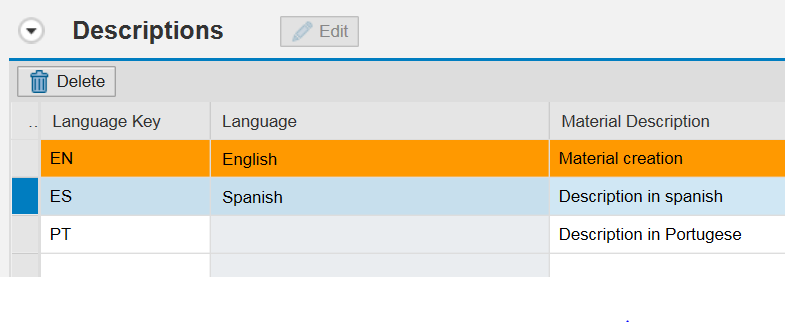 Descriptions Edit
Delete
.. Language Key Language Material Description
EN English Material creation
ES Spanish Description in spanish
PT Description in Portugese